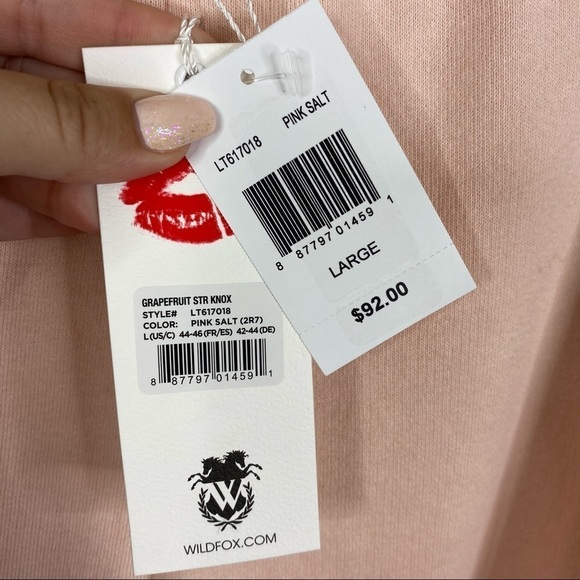 LT617018 PINK SALT
8 87797 01459 1
LARGE
$92.00
GRAPEFRUIT STR KNOX
STYLE# LT617018
COLOR: PINK SALT (2R7)
L(US/C) 44-46(FR/ES) 42-44(DE)
8 87797 01459 1
W
WILDFOX.COM